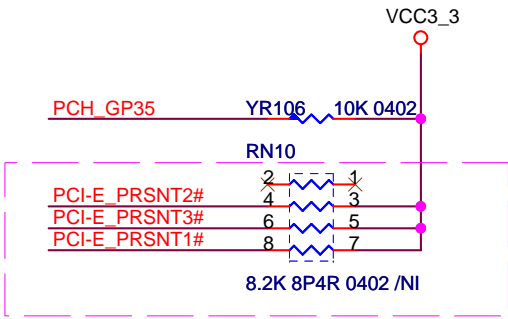 VCC3_3
PCH_GP35 YR106 10K 0402
RN10
2 1
PCI-E_PRSNT2# 4 3
PCI-E_PRSNT3# 6 5
PCI-E_PRSNT1# 8 7
8.2K 8P4R 0402 /NI